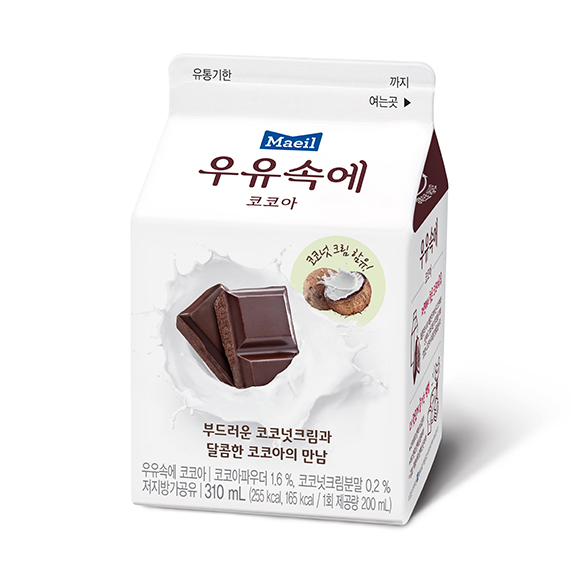 유통기한 까지
여는곳 ▶
Maeil
우유속에
코코아
코코넛 크림 함유!
부드러운 코코넛크림과
달콤한 코코아의 만남
우유속에 코코아 | 코코아파우더 1.6 %, 코코넛크림분말 0.2 %
저지방가공유 | 310 mL (255 kcal, 165 kcal / 1회 제공량 200 mL)
우유속에
코코아